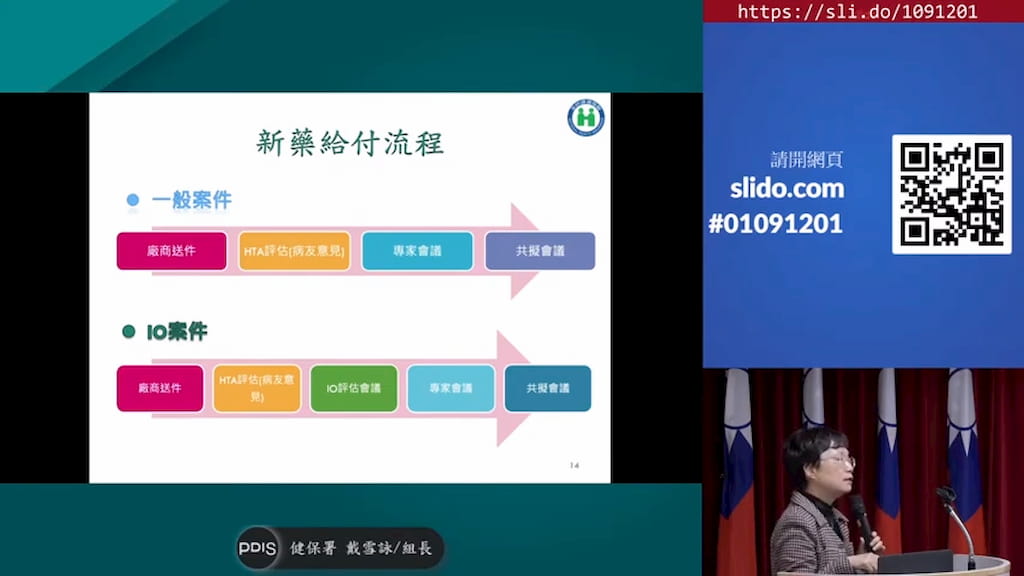 https://sli.do/1091201
新藥給付流程
一般案件
廠商送件
HTA評估(病友意見)
專家會議
共擬會議
IO案件
廠商送件
HTA評估(病友意
見)
IO評估會議
專家會議
共擬會議
14
請開網頁
slido.com
#01091201
PDIS
健保署 戴雪詠/組長